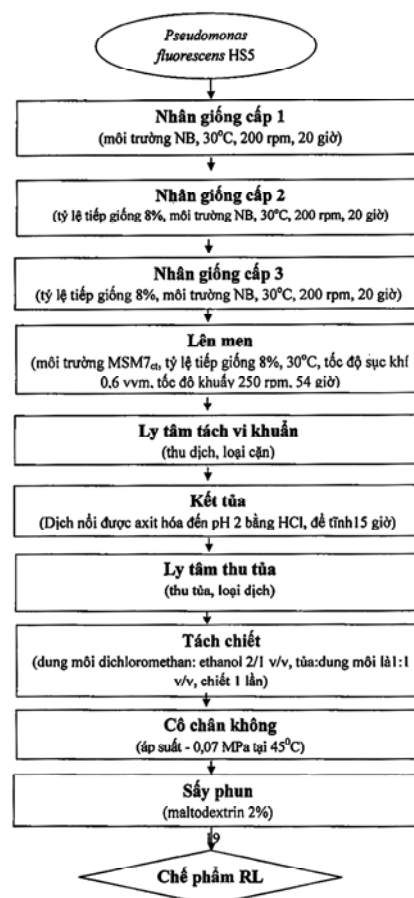 Pseudomonas
fluorescens HS5
Nhân giống cấp 1
(môi trường NB, 30°C, 200 rpm, 20 giờ)
Nhân giống cấp 2
(tỷ lệ tiếp giống 8%, môi trường NB, 30°C, 200 rpm, 20 giờ)
Nhân giống cấp 3
(tỷ lệ tiếp giống 8%, môi trường NB, 30°C, 200 rpm, 20 giờ)
Lên men
(môi trường MSM7ct, tỷ lệ tiếp giống 8%, 30°C, tốc độ sục khí
0,6 vvm, tốc độ khuấy 250 rpm, 54 giờ)
Ly tâm tách vi khuẩn
(thu dịch, loại cặn)
Kết tủa
(Dịch nổi được axit hóa đến pH 2 bằng HCl, để tĩnh15 giờ)
Ly tâm thu tủa
(thu tủa, loại dịch)
Tách chiết
(dung môi dichloromethan: ethanol 2/1 v/v, tủa:dung môi là1:1
v/v, chiết 1 lần)
Cô chân không
(áp suất - 0,07 MPa tại 45⁰C)
Sấy phun
(maltodextrin 2%)
19
Chế phẩm RL